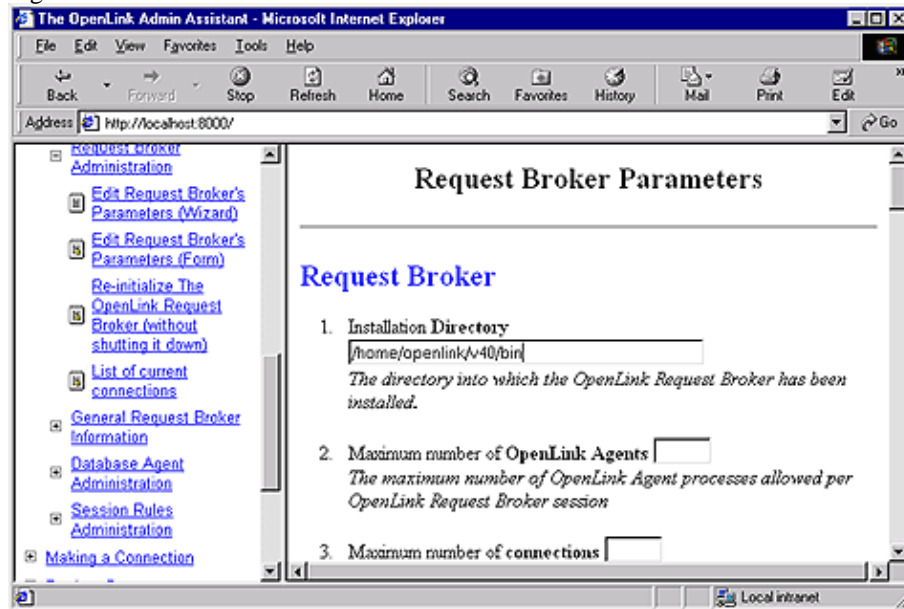 The OpenLink Admin Assistant - Microsoft Internet Explorer
File Edit View Favorites Tools Help
Back Forward Stop Refresh Home Search Favorites History Mail Print Edit
Address http://localhost:8000/ Go
Request Broker
Administration
Edit Request Broker's
Parameters (Wizard)
Edit Request Broker's
Parameters (Form)
Re-initialize The
OpenLink Request
Broker (without
shutting it down)
List of current
connections
General Request Broker
Information
Database Agent
Administration
Session Rules
Administration
Making a Connection
Request Broker Parameters
Request Broker
1. Installation Directory
/home/openlink/v40/bin
The directory into which the OpenLink Request Broker has been
installed.
2. Maximum number of OpenLink Agents
The maximum number of OpenLink Agent processes allowed per
OpenLink Request Broker session
3. Maximum number of connections
Local intranet